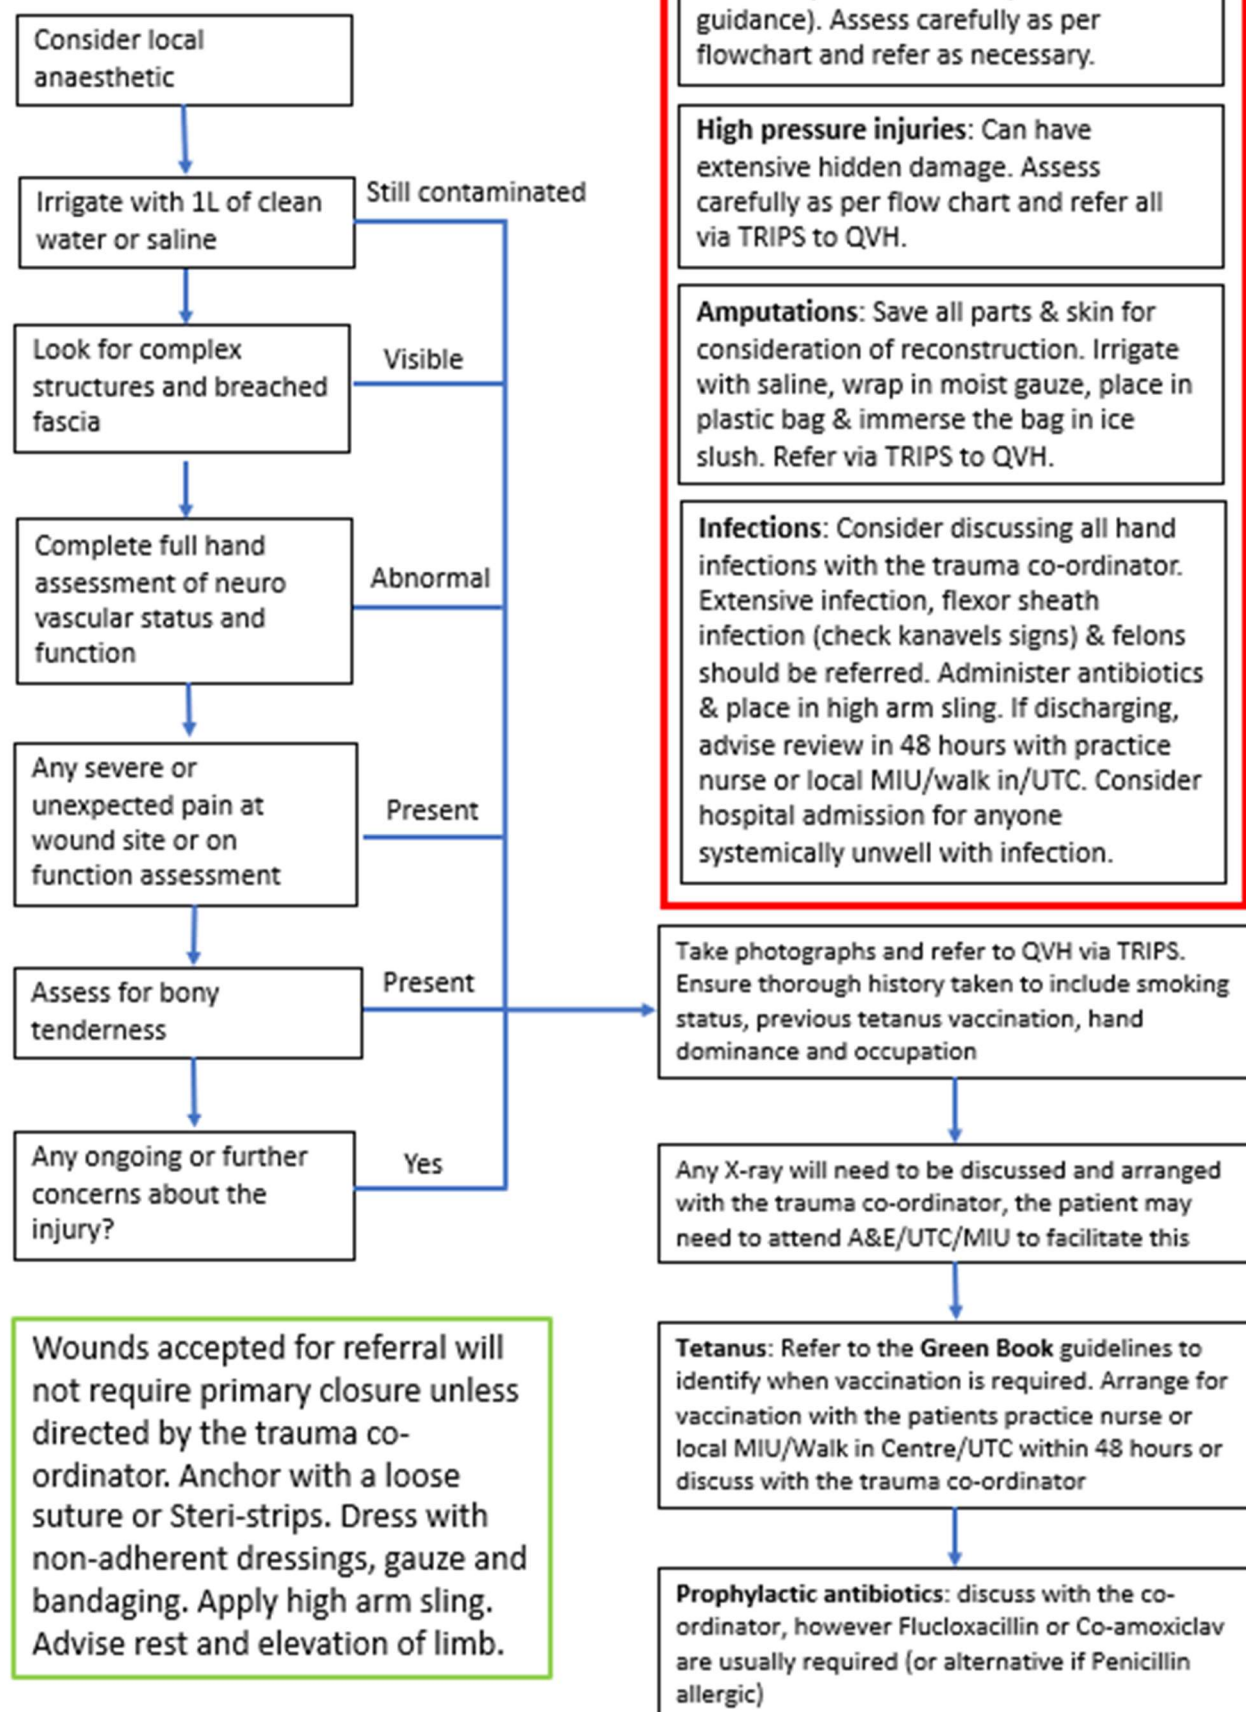 Consider local
anaesthetic
Irrigate with 1L of clean
water or saline
Still contaminated
Look for complex
structures and breached
fascia
Visible
Complete full hand
assessment of neuro
vascular status and
function
Abnormal
Any severe or
unexpected pain at
wound site or on
function assessment
Present
Assess for bony
tenderness
Present
Any ongoing or further
concerns about the
injury?
Yes
Wounds accepted for referral will
not require primary closure unless
directed by the trauma co-
ordinator. Anchor with a loose
suture or Steri-strips. Dress with
non-adherent dressings, gauze and
bandaging. Apply high arm sling.
Advise rest and elevation of limb.
guidance). Assess carefully as per
flowchart and refer as necessary.
High pressure injuries: Can have
extensive hidden damage. Assess
carefully as per flow chart and refer all
via TRIPS to QVH.
Amputations: Save all parts & skin for
consideration of reconstruction. Irrigate
with saline, wrap in moist gauze, place in
plastic bag & immerse the bag in ice
slush. Refer via TRIPS to QVH.
Infections: Consider discussing all hand
infections with the trauma co-ordinator.
Extensive infection, flexor sheath
infection (check kanavels signs) & felons
should be referred. Administer antibiotics
& place in high arm sling. If discharging,
advise review in 48 hours with practice
nurse or local MIU/walk in/UTC. Consider
hospital admission for anyone
systemically unwell with infection.
Take photographs and refer to QVH via TRIPS.
Ensure thorough history taken to include smoking
status, previous tetanus vaccination, hand
dominance and occupation
Any X-ray will need to be discussed and arranged
with the trauma co-ordinator, the patient may
need to attend A&E/UTC/MIU to facilitate this
Tetanus: Refer to the Green Book guidelines to
identify when vaccination is required. Arrange for
vaccination with the patients practice nurse or
local MIU/Walk in Centre/UTC within 48 hours or
discuss with the trauma co-ordinator
Prophylactic antibiotics: discuss with the co-
ordinator, however Flucloxacillin or Co-amoxiclav
are usually required (or alternative if Penicillin
allergic)